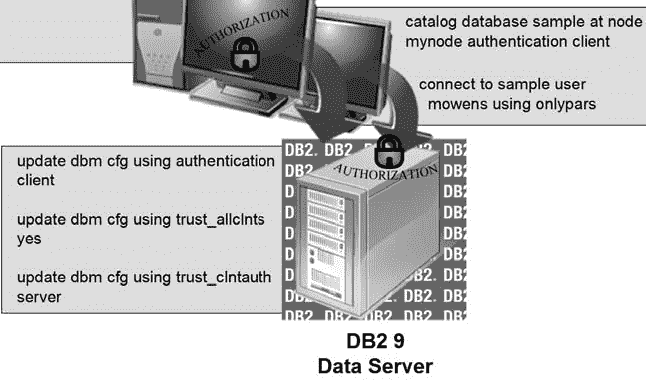 AUTHORIZATION
catalog database sample at node
mynode authentication client
connect to sample user
mowens using onlypars
update dbm cfg using authentication
client
update dbm cfg using trust_allclnts
yes
update dbm cfg using trust_clntauth
server
DB2. DB2
AUTHORIZATION
DB2 9
Data Server